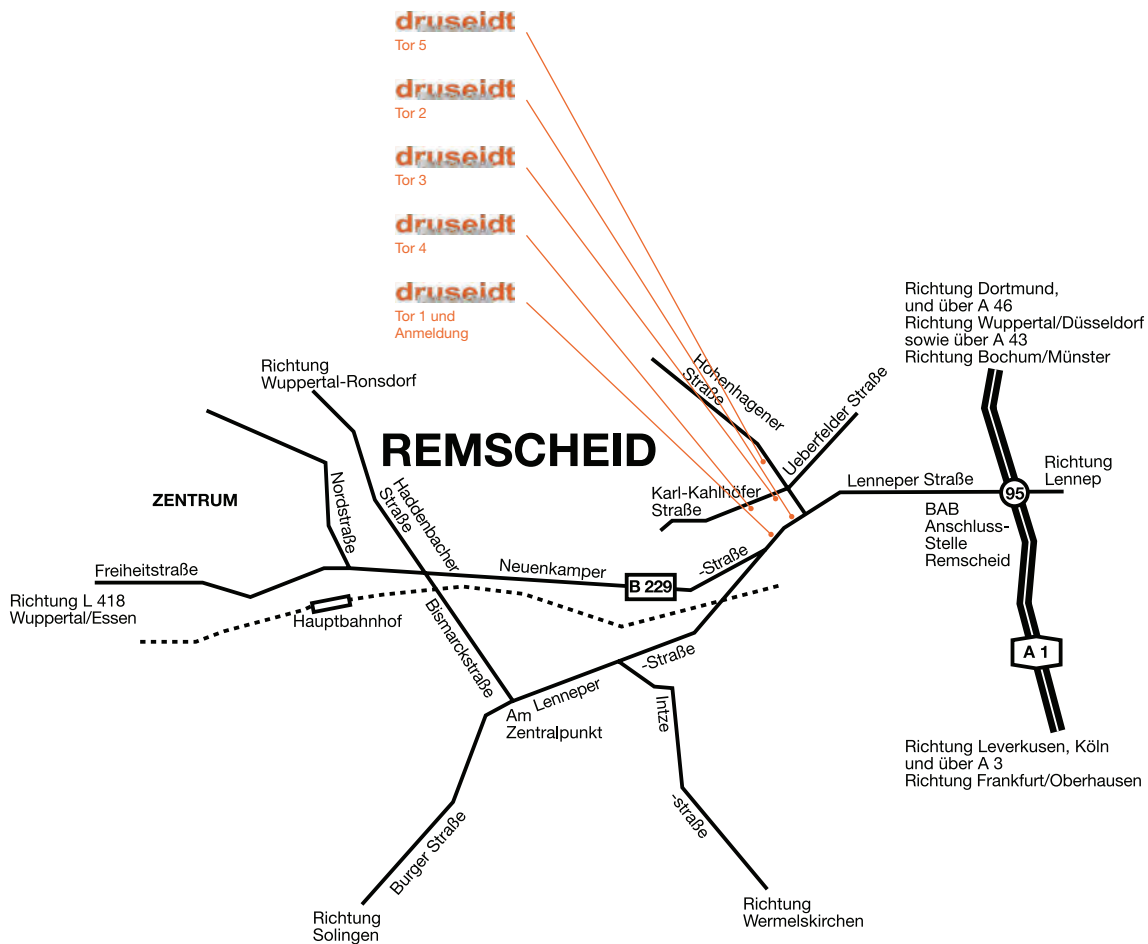 druseidt
Tor 5
druseidt
Tor 2
druseidt
Tor 3
druseidt
Tor 4
druseidt
Tor 1 und
Anmeldung
Richtung Dortmund,
und über A 46
Richtung Wuppertal/Düsseldorf
sowie über A 43
Richtung Bochum/Münster
Richtung
Wuppertal-Ronsdorf
Hohenhagener
Straße
Ueberfelder Straße
REMSCHEID
ZENTRUM
Nordstraße
Haddenbacher
Straße
Karl-Kahlhöfer
Straße
Lenneper Straße
95
Richtung
Lennep
BAB
Anschluss-
Stelle
Remscheid
Freiheitstraße
Neuenkamper
B 229
-Straße
Richtung L 418
Wuppertal/Essen
Hauptbahnhof
Bismarckstraße
A 1
Lenneper
-Straße
Am
Zentralpunkt
Intze
-straße
Richtung Leverkusen, Köln
und über A 3
Richtung Frankfurt/Oberhausen
Burger Straße
Richtung
Solingen
Richtung
Wermelskirchen